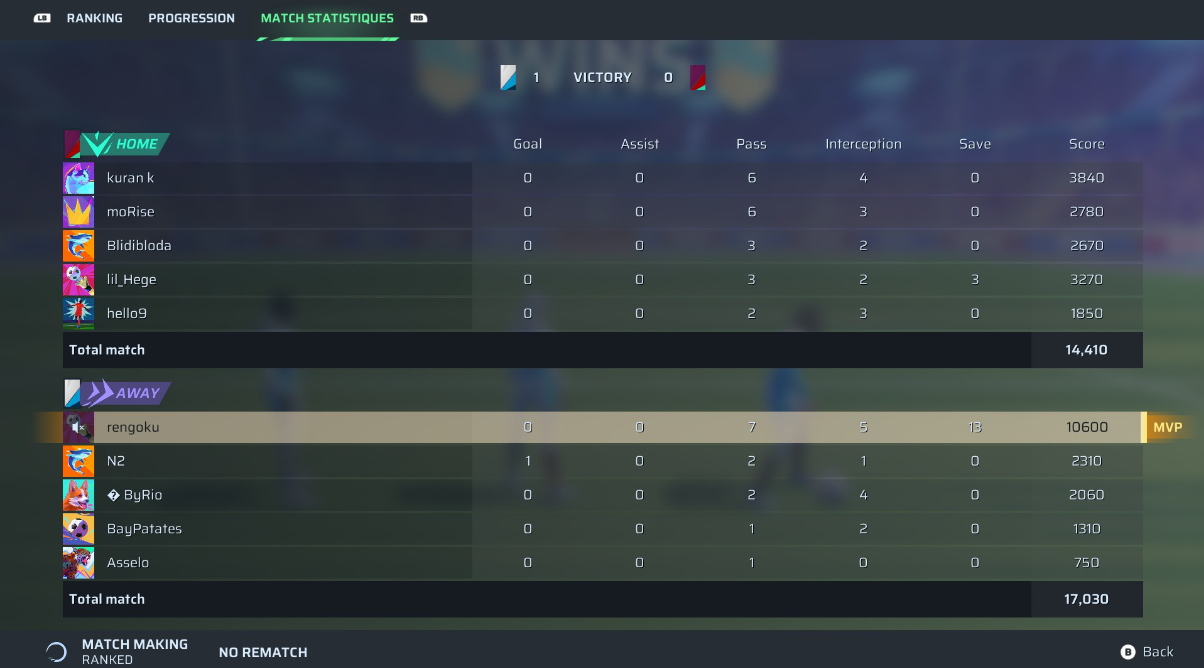 LB RANKING PROGRESSION MATCH STATISTIQUES RB
WINS
1 VICTORY 0
HOME Goal Assist Pass Interception Save Score
kuran k 0 0 6 4 0 3840
moRise 0 0 6 3 0 2780
Blidibloda 0 0 3 2 0 2670
lil_Hege 0 0 3 2 3 3270
hello9 0 0 2 3 0 1850
Total match 14,410
AWAY
rengoku 0 0 7 5 13 10600 MVP
N2 1 0 2 1 0 2310
� ByRio 0 0 2 4 0 2060
BayPatates 0 0 1 2 0 1310
Asselo 0 0 1 0 0 750
Total match 17,030
MATCH MAKING
RANKED
NO REMATCH
B Back